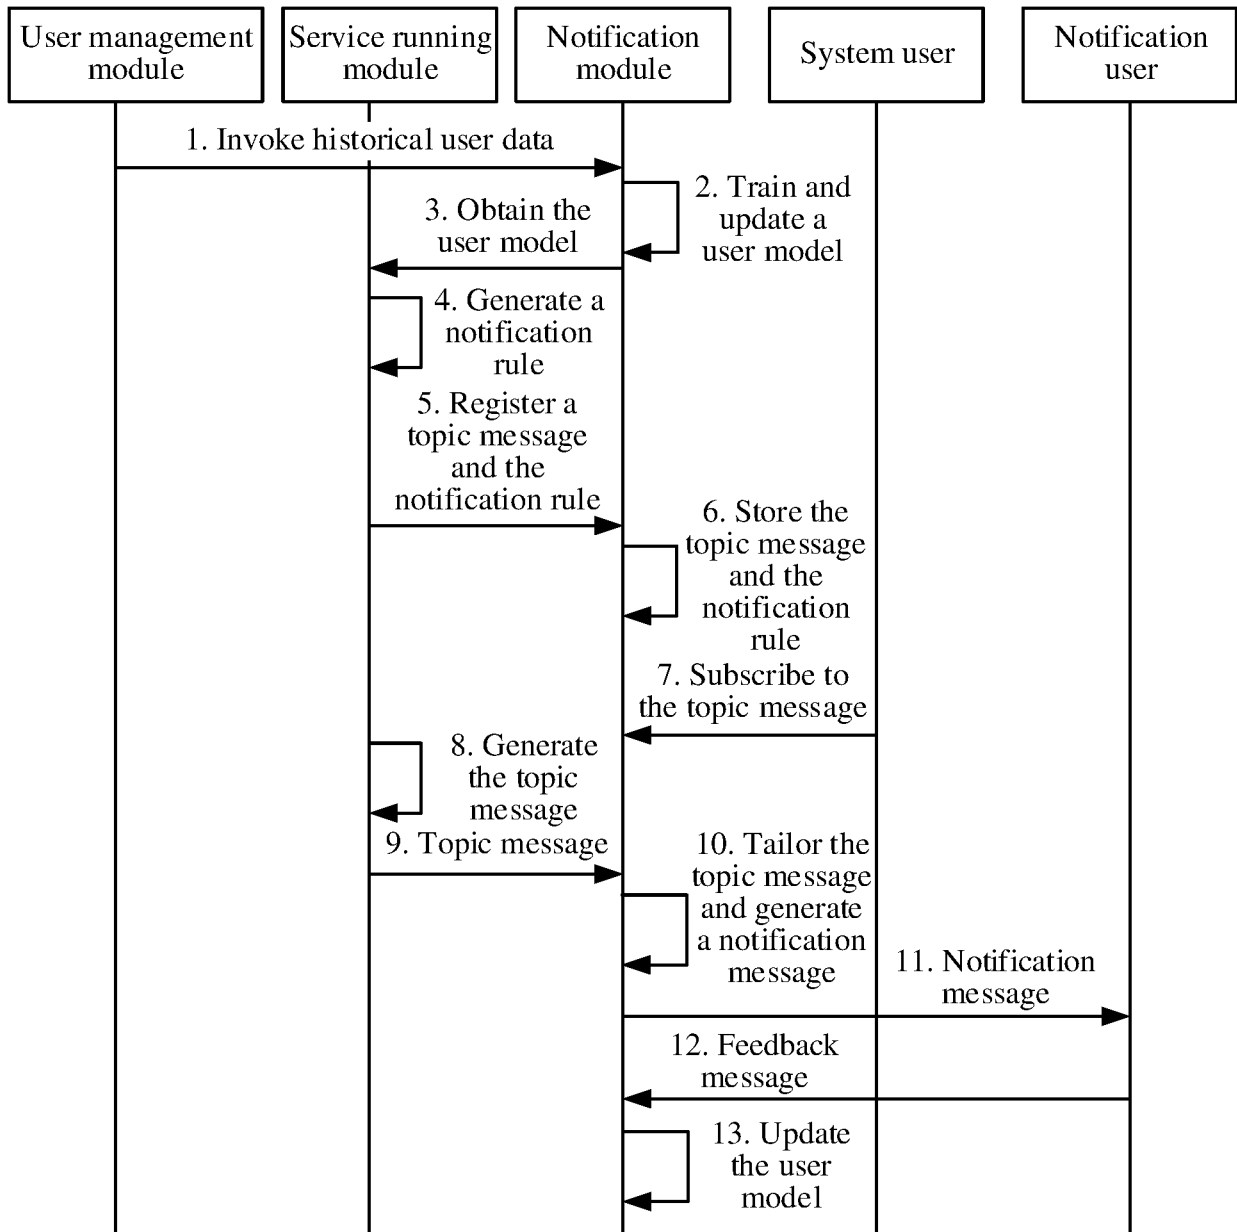 User management
module
Service running
module
Notification
module
System user
Notification
user
1. Invoke historical user data
2. Train and
update a
user model
3. Obtain the
user model
4. Generate a
notification
rule
5. Register a
topic message
and the
notification rule
6. Store the
topic message
and the
notification
rule
7. Subscribe to
the topic message
8. Generate
the topic
message
9. Topic message
10. Tailor the
topic message
and generate
a notification
message
11. Notification
message
12. Feedback
message
13. Update
the user
model